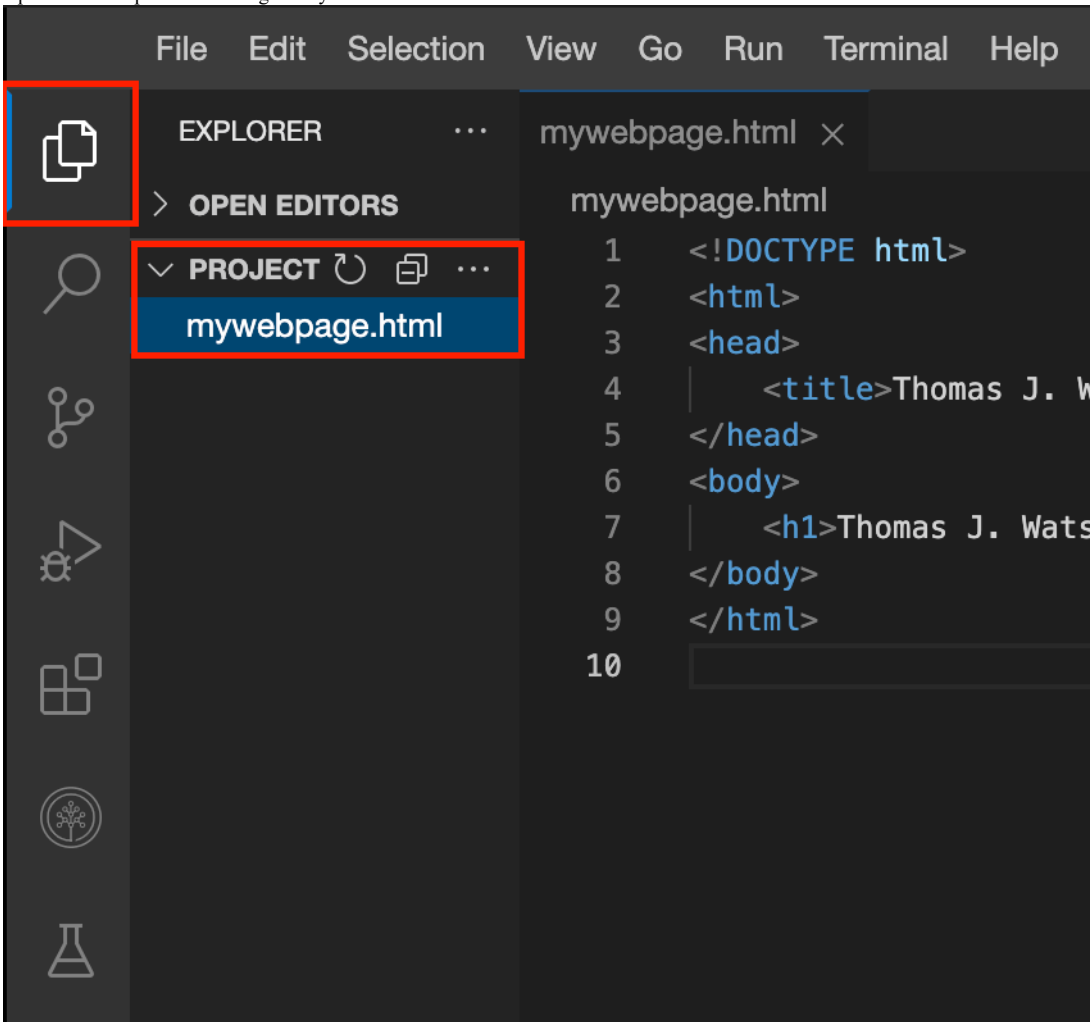 File Edit Selection View Go Run Terminal Help
EXPLORER ···
> OPEN EDITORS
PROJECT ···
mywebpage.html
mywebpage.html ×
mywebpage.html
1 <!DOCTYPE html>
2 <html>
3 <head>
4 <title>Thomas J. W
5 </head>
6 <body>
7 <h1>Thomas J. Wats
8 </body>
9 </html>
10